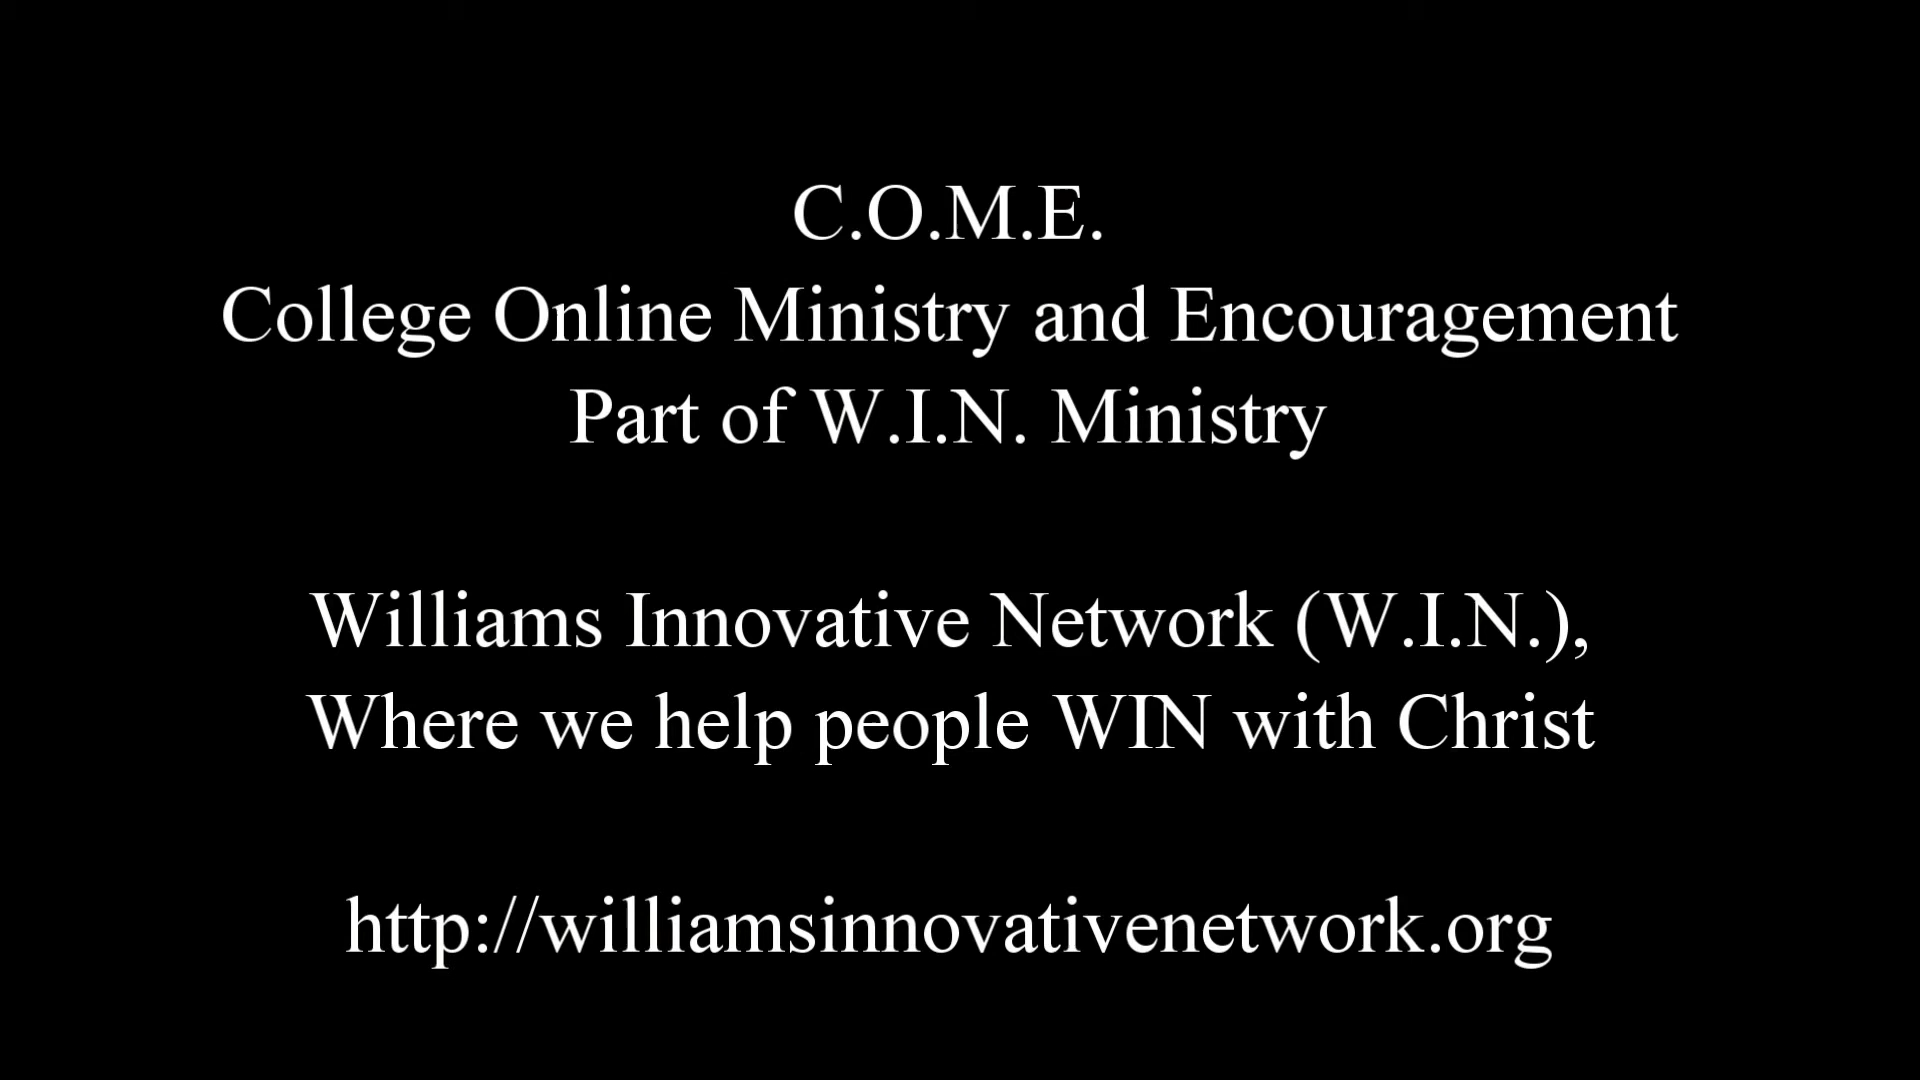 C.O.M.E.
College Online Ministry and Encouragement
Part of W.I.N. Ministry
Williams Innovative Network (W.I.N.),
Where we help people WIN with Christ
http://williamsinnovativenetwork.org